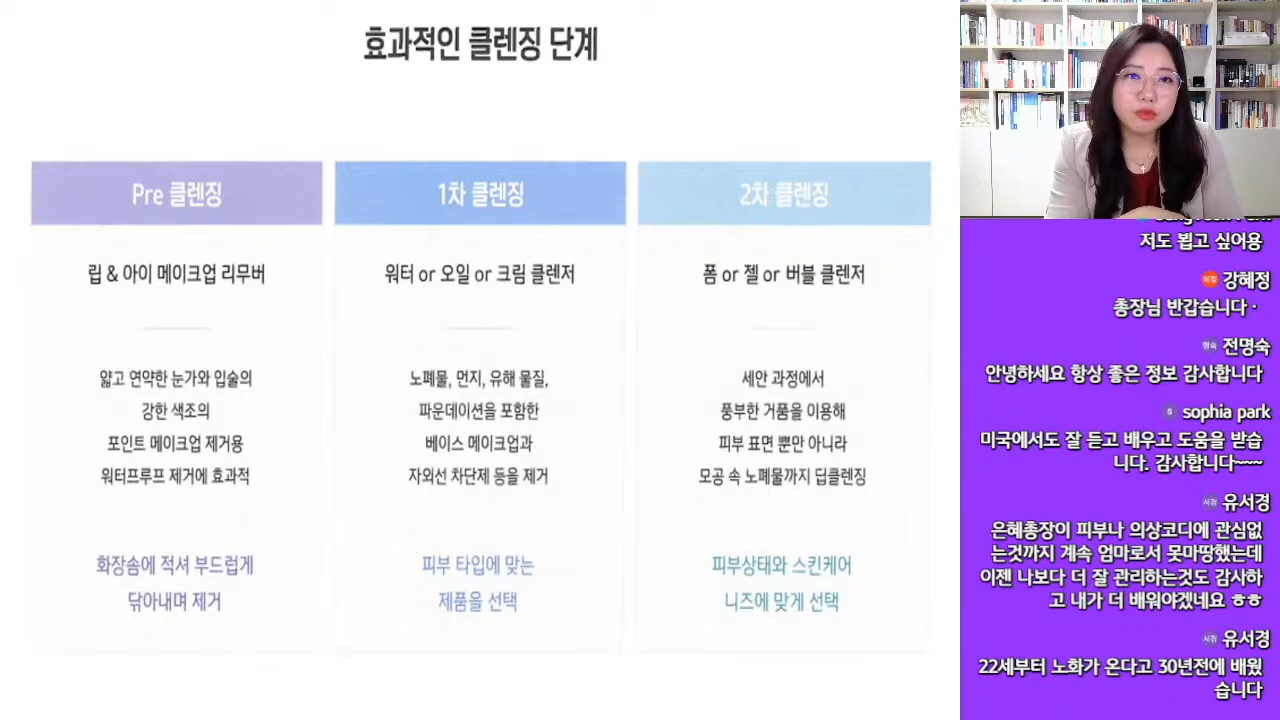 효과적인 클렌징 단계
Pre 클렌징
립 & 아이 메이크업 리무버
얇고 연약한 눈가와 입술의
강한 색조의
포인트 메이크업 제거용
워터프루프 제거에 효과적
화장솜에 적셔 부드럽게
닦아내며 제거
1차 클렌징
워터 or 오일 or 크림 클렌저
노폐물, 먼지, 유해 물질,
파운데이션을 포함한
베이스 메이크업과
자외선 차단제 등을 제거
피부 타입에 맞는
제품을 선택
2차 클렌징
폼 or 젤 or 버블 클렌저
세안 과정에서
풍부한 거품을 이용해
피부 표면 뿐만 아니라
모공 속 노폐물까지 딥클렌징
피부상태와 스킨케어
니즈에 맞게 선택
저도 뵙고 싶어용
혜정 강혜정
총장님 반갑습니다·
명숙 전명숙
안녕하세요 항상 좋은 정보 감사합니다
s sophia park
미국에서도 잘 듣고 배우고 도움을 받습
니다. 감사합니다~~~
서경 유서경
은혜총장이 피부나 의상코디에 관심없
는것까지 계속 엄마로서 못마땅했는데
이젠 나보다 더 잘 관리하는것도 감사하
고 내가 더 배워야겠네요 ㅎㅎ
서경 유서경
22세부터 노화가 온다고 30년전에 배웠
습니다